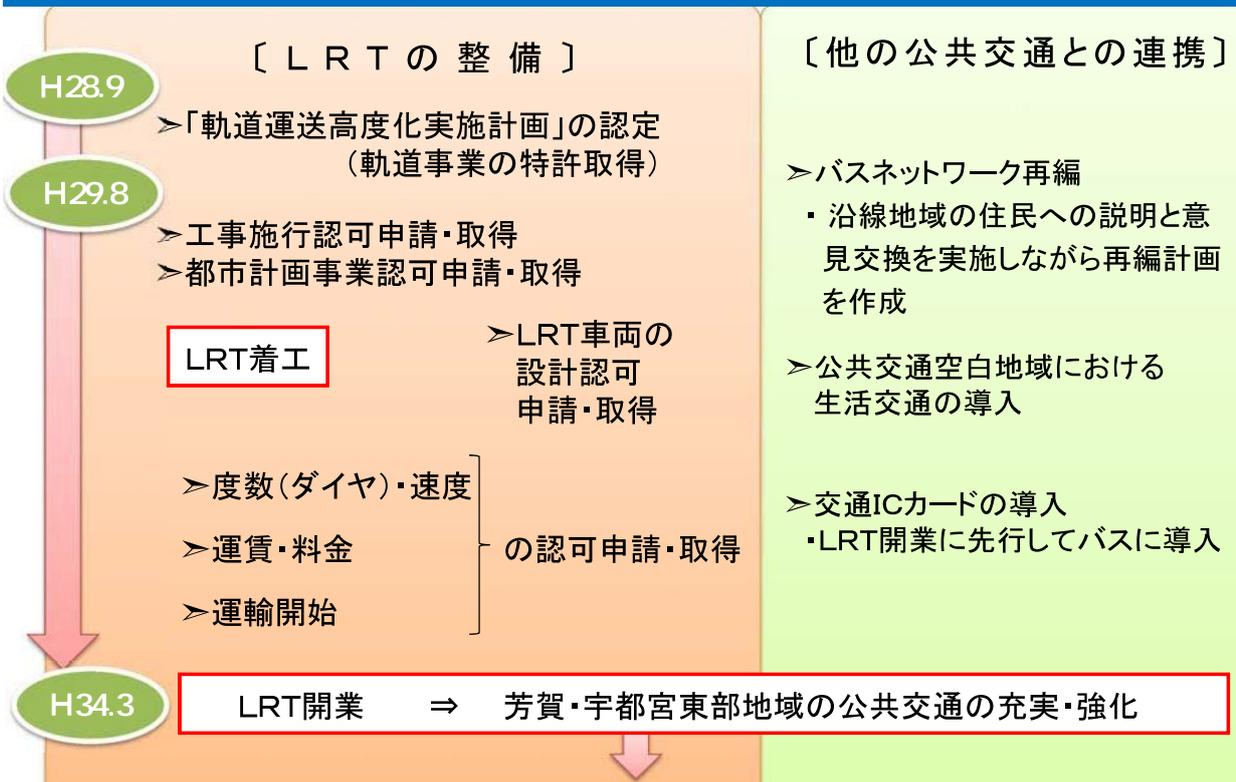 〔LRTの整備〕
H28.9
➢「軌道運送高度化実施計画」の認定
（軌道事業の特許取得）
H29.8
➢工事施行認可申請・取得
➢都市計画事業認可申請・取得
LRT着工
➢LRT車両の
設計認可
申請・取得
➢度数（ダイヤ）・速度
➢運賃・料金
➢運輸開始
の認可申請・取得
〔他の公共交通との連携〕
➢バスネットワーク再編
・沿線地域の住民への説明と意
見交換を実施しながら再編計画
を作成
➢公共交通空白地域における
生活交通の導入
➢交通ICカードの導入
・LRT開業に先行してバスに導入
H34.3
LRT開業 ⇒ 芳賀・宇都宮東部地域の公共交通の充実・強化